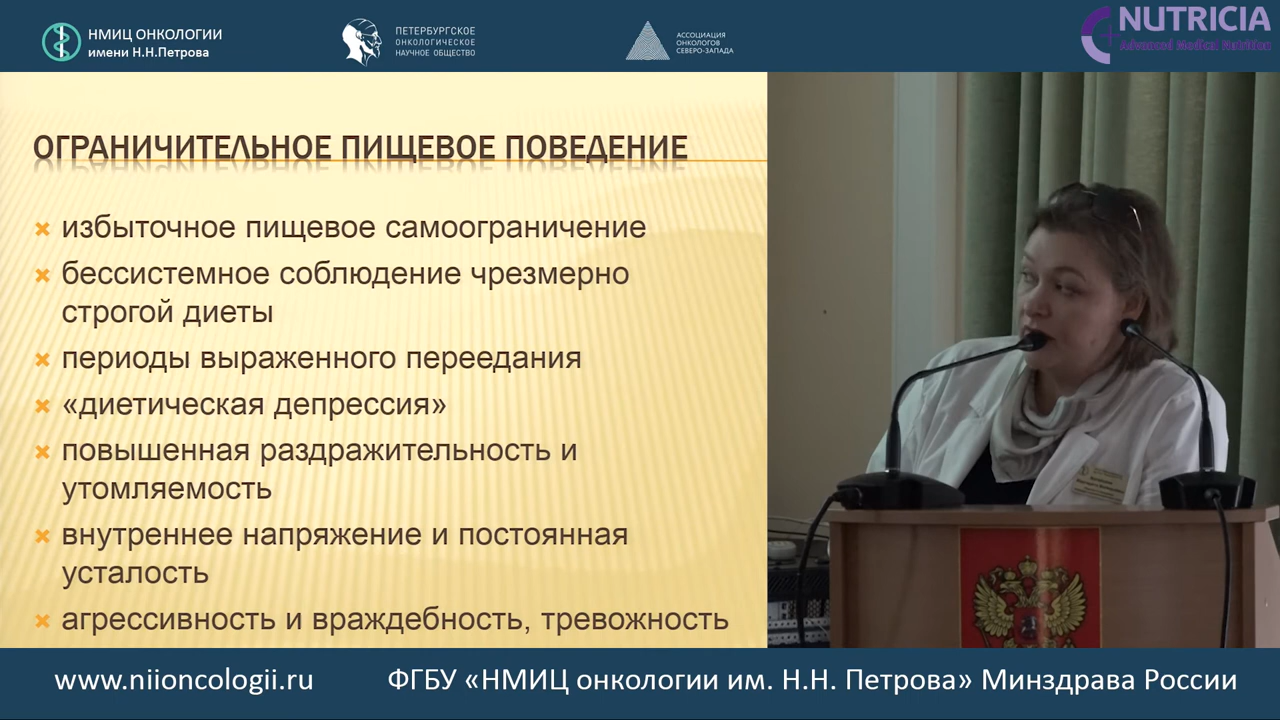 НМИЦ ОНКОЛОГИИ
имени Н.Н.Петрова
ПЕТЕРБУРГСКОЕ
ОНКОЛОГИЧЕСКОЕ
НАУЧНОЕ ОБЩЕСТВО
АССОЦИАЦИЯ
ОНКОЛОГОВ
СЕВЕРО-ЗАПАДА
NUTRICIA
Advanced Medical Nutrition
ОГРАНИЧИТЕЛЬНОЕ ПИЩЕВОЕ ПОВЕДЕНИЕ
избыточное пищевое самоограничение
бессистемное соблюдение чрезмерно
строгой диеты
периоды выраженного переедания
«диетическая депрессия»
повышенная раздражительность и
утомляемость
внутреннее напряжение и постоянная
усталость
агрессивность и враждебность, тревожность
www.niioncologii.ru
ФГБУ «НМИЦ онкологии им. Н.Н. Петрова» Минздрава России